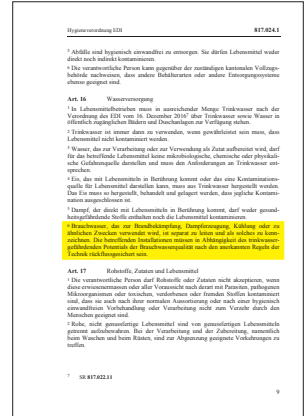 Hygieneverordnung EDI 817.024.1
5 Abfälle sind hygienisch einwandfrei zu entsorgen. Sie dürfen Lebensmittel weder
direkt noch indirekt kontaminieren.
6 Die verantwortliche Person kann gegenüber der zuständigen kantonalen Vollzugs-
behörde nachweisen, dass andere Behälterarten oder andere Entsorgungssysteme
ebenso geeignet sind.
Art. 16 Wasserversorgung
1 In Lebensmittelbetrieben muss in ausreichender Menge Trinkwasser nach der
Verordnung des EDI vom 16. Dezember 2016⁷ über Trinkwasser sowie Wasser in
öffentlich zugänglichen Bädern und Duschanlagen zur Verfügung stehen.
2 Trinkwasser ist immer dann zu verwenden, wenn gewährleistet sein muss, dass
Lebensmittel nicht kontaminiert werden.
3 Wasser, das zur Verarbeitung oder zur Verwendung als Zutat aufbereitet wird, darf
für das betreffende Lebensmittel keine mikrobiologische, chemische oder physikali-
sche Gefahrenquelle darstellen und muss den Anforderungen an Trinkwasser ent-
sprechen.
4 Eis, das mit Lebensmitteln in Berührung kommt oder das eine Kontaminations-
quelle für Lebensmittel darstellen kann, muss aus Trinkwasser hergestellt werden.
Das Eis muss so hergestellt, behandelt und gelagert werden, dass jegliche Kontami-
nation ausgeschlossen ist.
5 Dampf, der direkt mit Lebensmitteln in Berührung kommt, darf weder gesund-
heitsgefährdende Stoffe enthalten noch die Lebensmittel kontaminieren.
6 Brauchwasser, das zur Brandbekämpfung, Dampferzeugung, Kühlung oder zu
ähnlichen Zwecken verwendet wird, ist separat zu leiten und als solches zu kenn-
zeichnen. Die betreffenden Installationen müssen in Abhängigkeit des trinkwasser-
gefährdenden Potentials der Brauchwasserqualität nach den anerkannten Regeln der
Technik rückflussgesichert sein.
Art. 17 Rohstoffe, Zutaten und Lebensmittel
1 Die verantwortliche Person darf Rohstoffe oder Zutaten nicht akzeptieren, wenn
diese erwiesenermassen oder aller Voraussicht nach derart mit Parasiten, pathogenen
Mikroorganismen oder toxischen, verdorbenen oder fremden Stoffen kontaminiert
sind, dass sie auch nach ihrer normalen Aussortierung oder nach einer hygienisch
einwandfreien Vorbehandlung oder Verarbeitung nicht zum Verzehr durch den
Menschen geeignet sind.
2 Rohe, nicht genussfertige Lebensmittel sind von genussfertigen Lebensmitteln
getrennt aufzubewahren. Bei der Verarbeitung und der Zubereitung, namentlich
beim Waschen und beim Rüsten, sind zur Abgrenzung geeignete Vorkehrungen zu
treffen.
7 SR 817.022.11
9